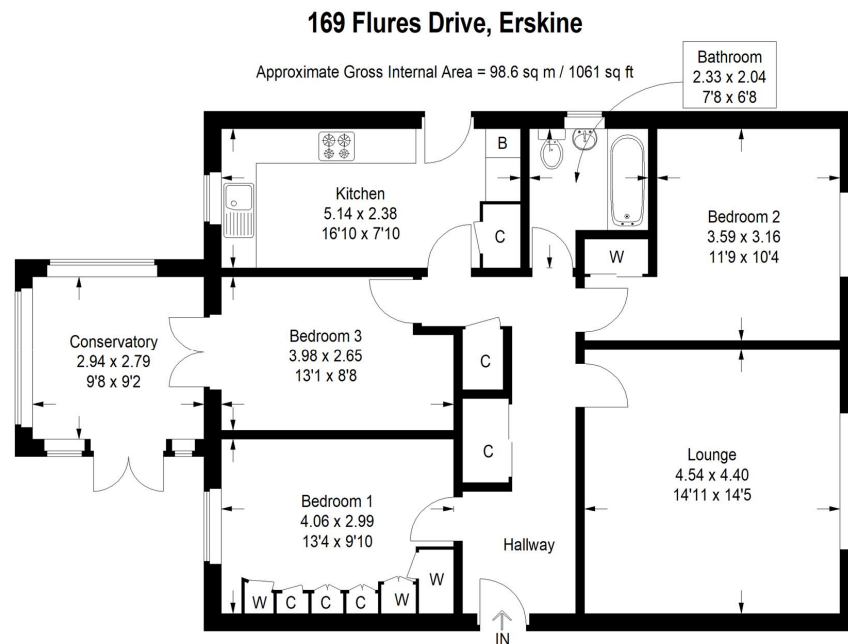 169 Flures Drive, Erskine
Approximate Gross Internal Area = 98.6 sq m / 1061 sq ft
Bathroom
2.33 x 2.04
7'8 x 6'8
B
Kitchen
5.14 x 2.38
16'10 x 7'10
C
Bedroom 2
3.59 x 3.16
11'9 x 10'4
W
Conservatory
2.94 x 2.79
9'8 x 9'2
Bedroom 3
3.98 x 2.65
13'1 x 8'8
C
C
Lounge
4.54 x 4.40
14'11 x 14'5
Bedroom 1
4.06 x 2.99
13'4 x 9'10
Hallway
W
C
C
C
W
W
IN